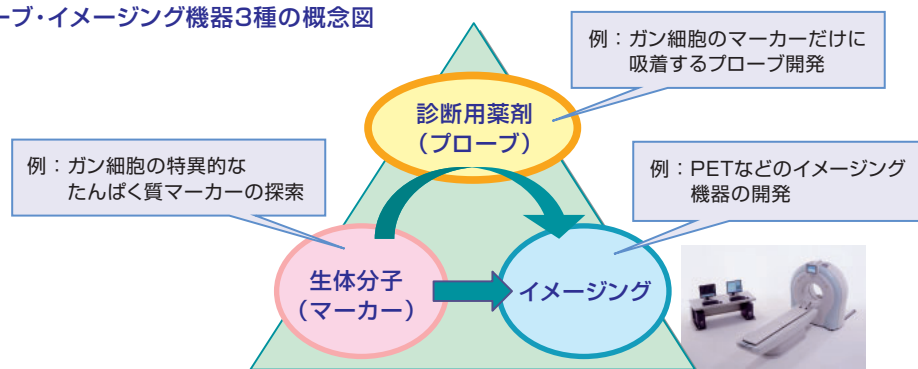 ーブ・イメージング機器3種の概念図
例：ガン細胞のマーカーだけに
吸着するプローブ開発
診断用薬剤
（プローブ）
例：ガン細胞の特異的な
たんぱく質マーカーの探索
例：PETなどのイメージング
機器の開発
生体分子
（マーカー）
イメージング